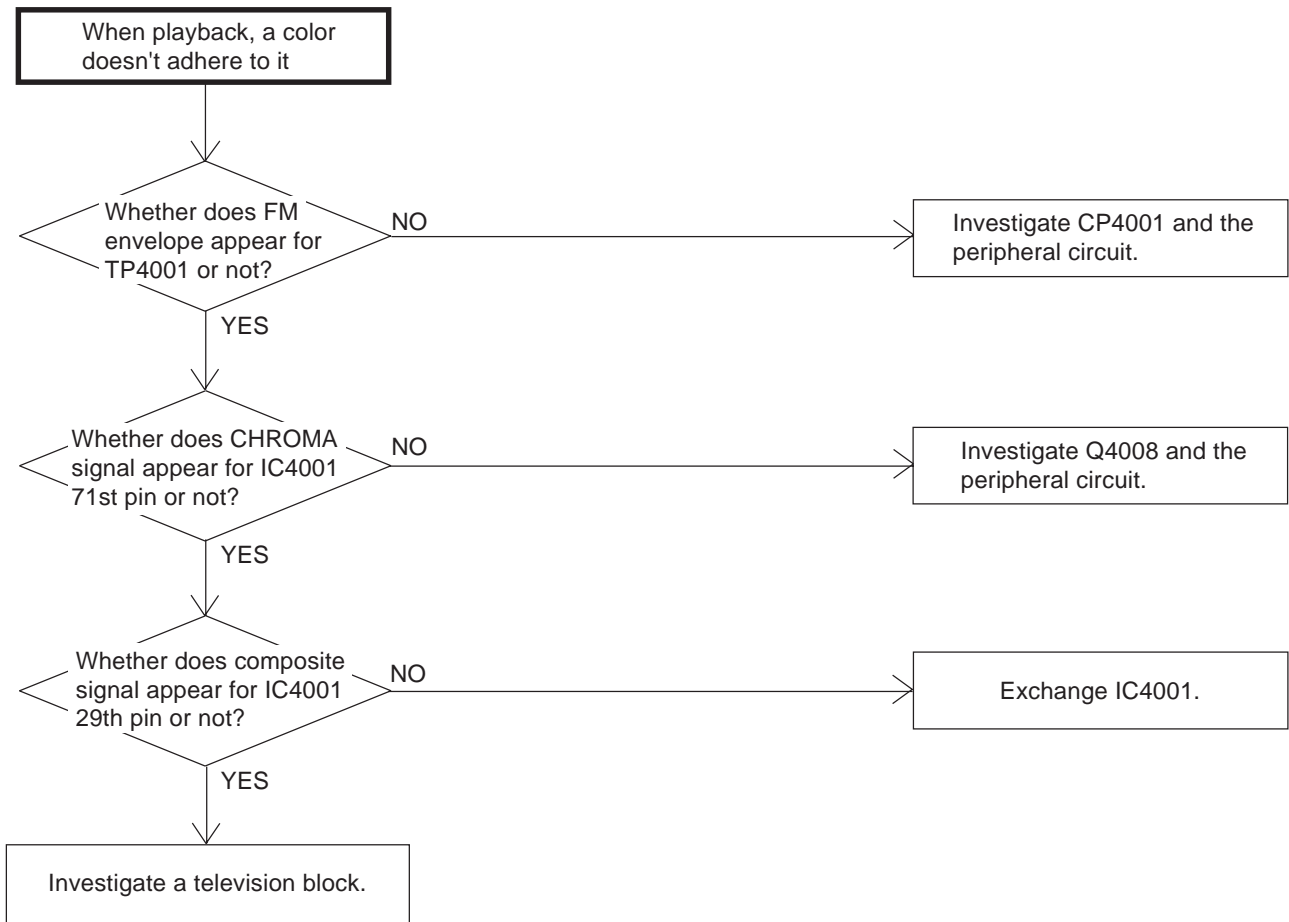 When playback, a color
doesn't adhere to it
Whether does FM
envelope appear for
TP4001 or not?
NO
Investigate CP4001 and the
peripheral circuit.
YES
Whether does CHROMA
signal appear for IC4001
71st pin or not?
NO
Investigate Q4008 and the
peripheral circuit.
YES
Whether does composite
signal appear for IC4001
29th pin or not?
NO
Exchange IC4001.
YES
Investigate a television block.